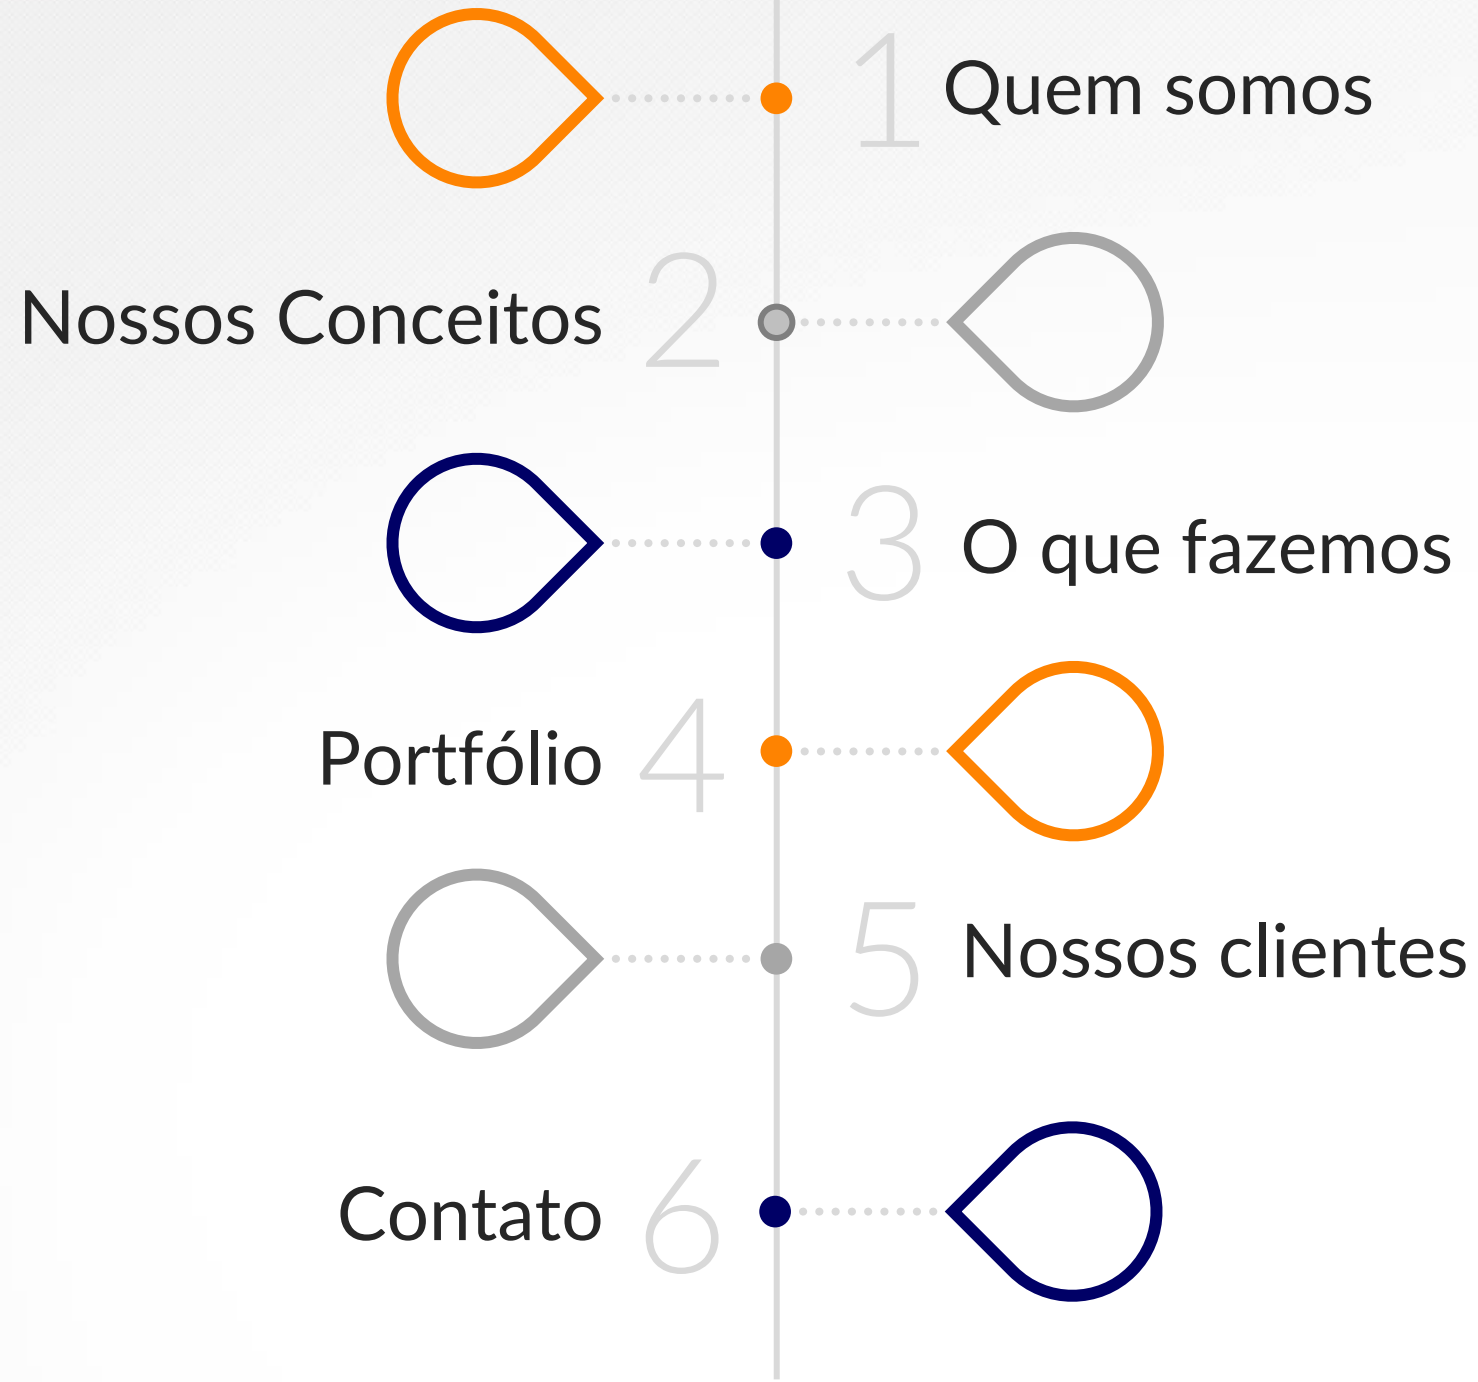 1 Quem somos
Nossos Conceitos 2
3 O que fazemos
Portfólio 4
5 Nossos clientes
Contato 6